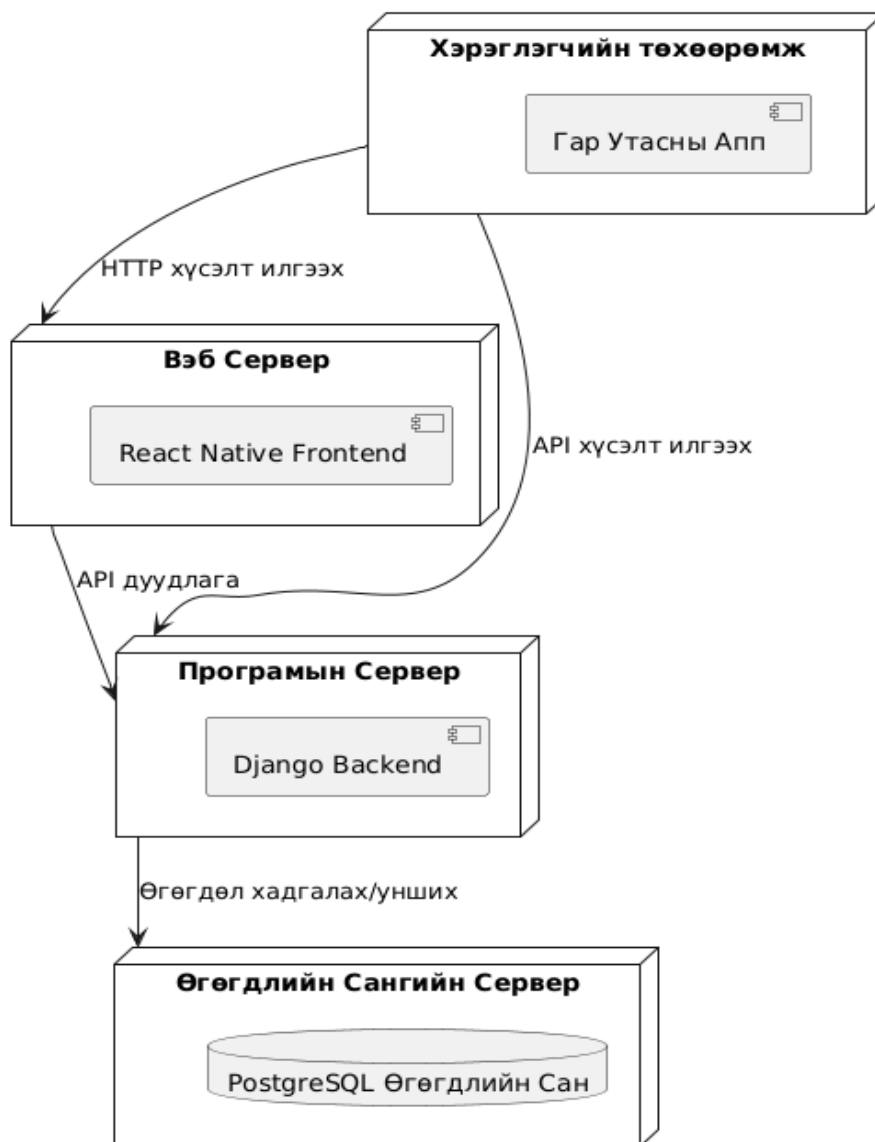 Хэрэглэгчийн төхөөрөмж
Гар Утасны Апп
HTTP хүсэлт илгээх
Вэб Сервер
React Native Frontend
API хүсэлт илгээх
API дуудлага
Програмын Сервер
Django Backend
Өгөгдөл хадгалах/унших
Өгөгдлийн Сангийн Сервер
PostgreSQL Өгөгдлийн Сан